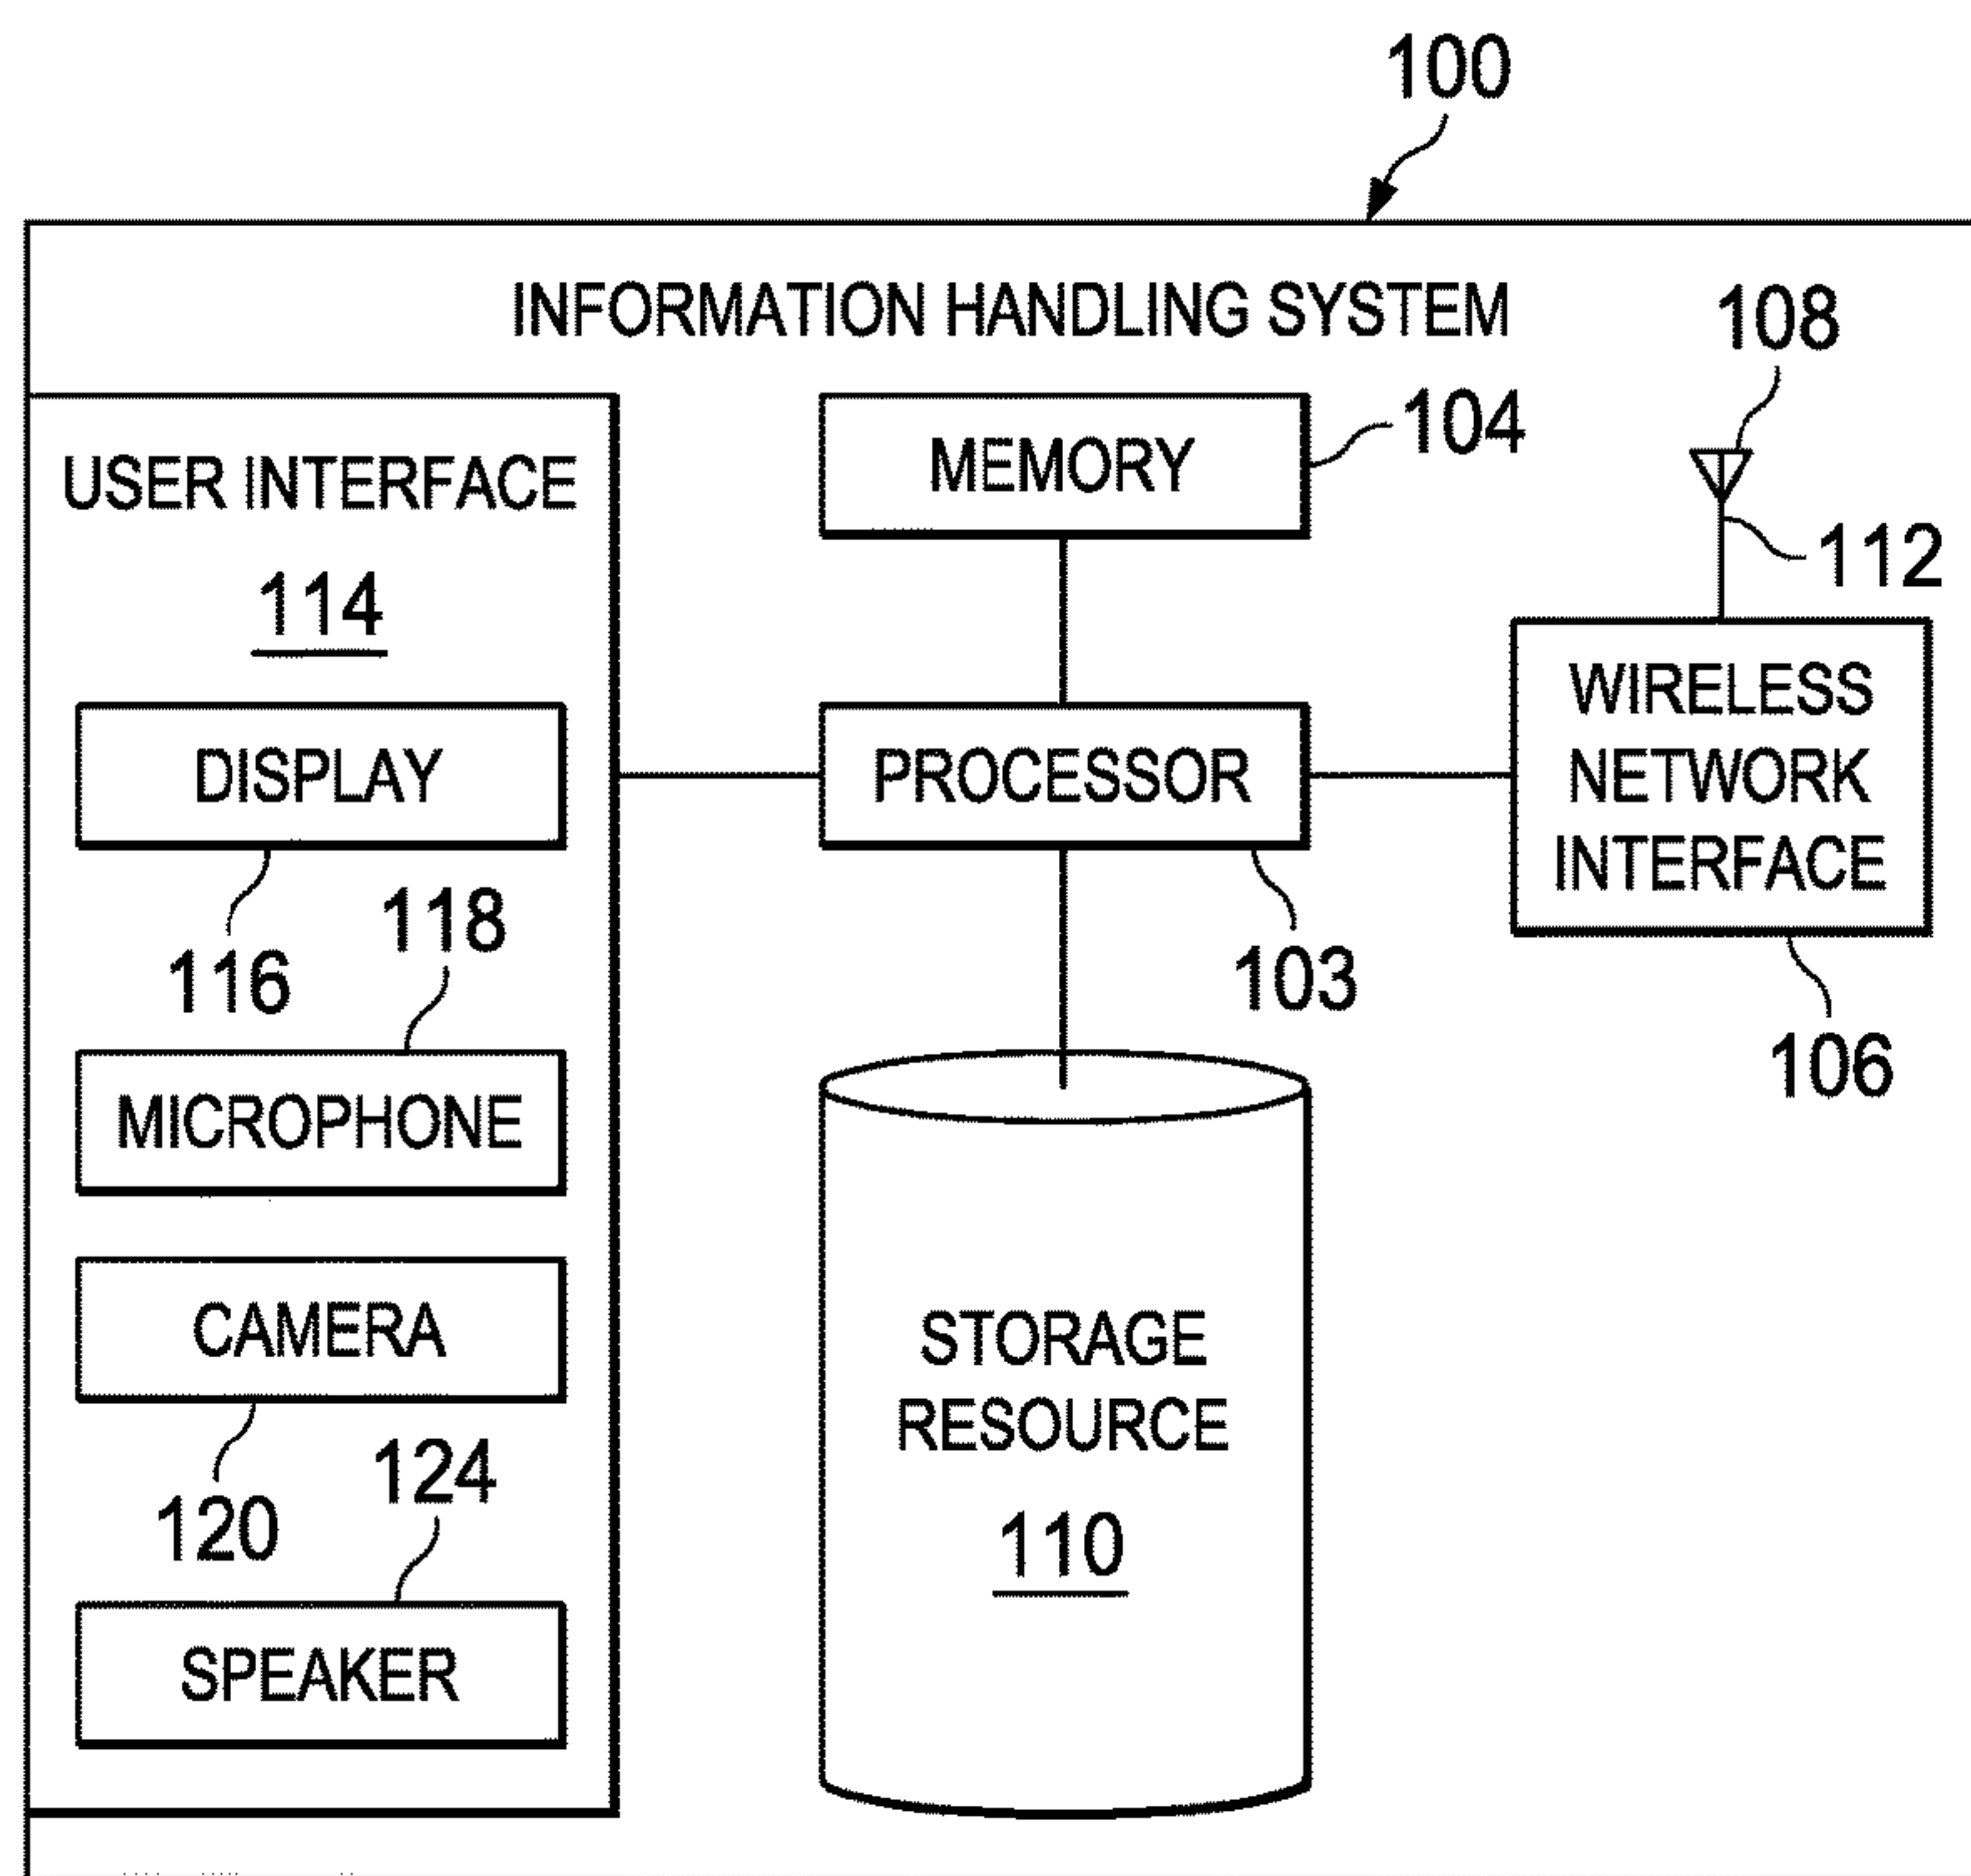 100
INFORMATION HANDLING SYSTEM
108
104
MEMORY
USER INTERFACE
114
112
WIRELESS
NETWORK
INTERFACE
DISPLAY
PROCESSOR
118
116
103
106
MICROPHONE
CAMERA
STORAGE
RESOURCE
124
120
110
SPEAKER